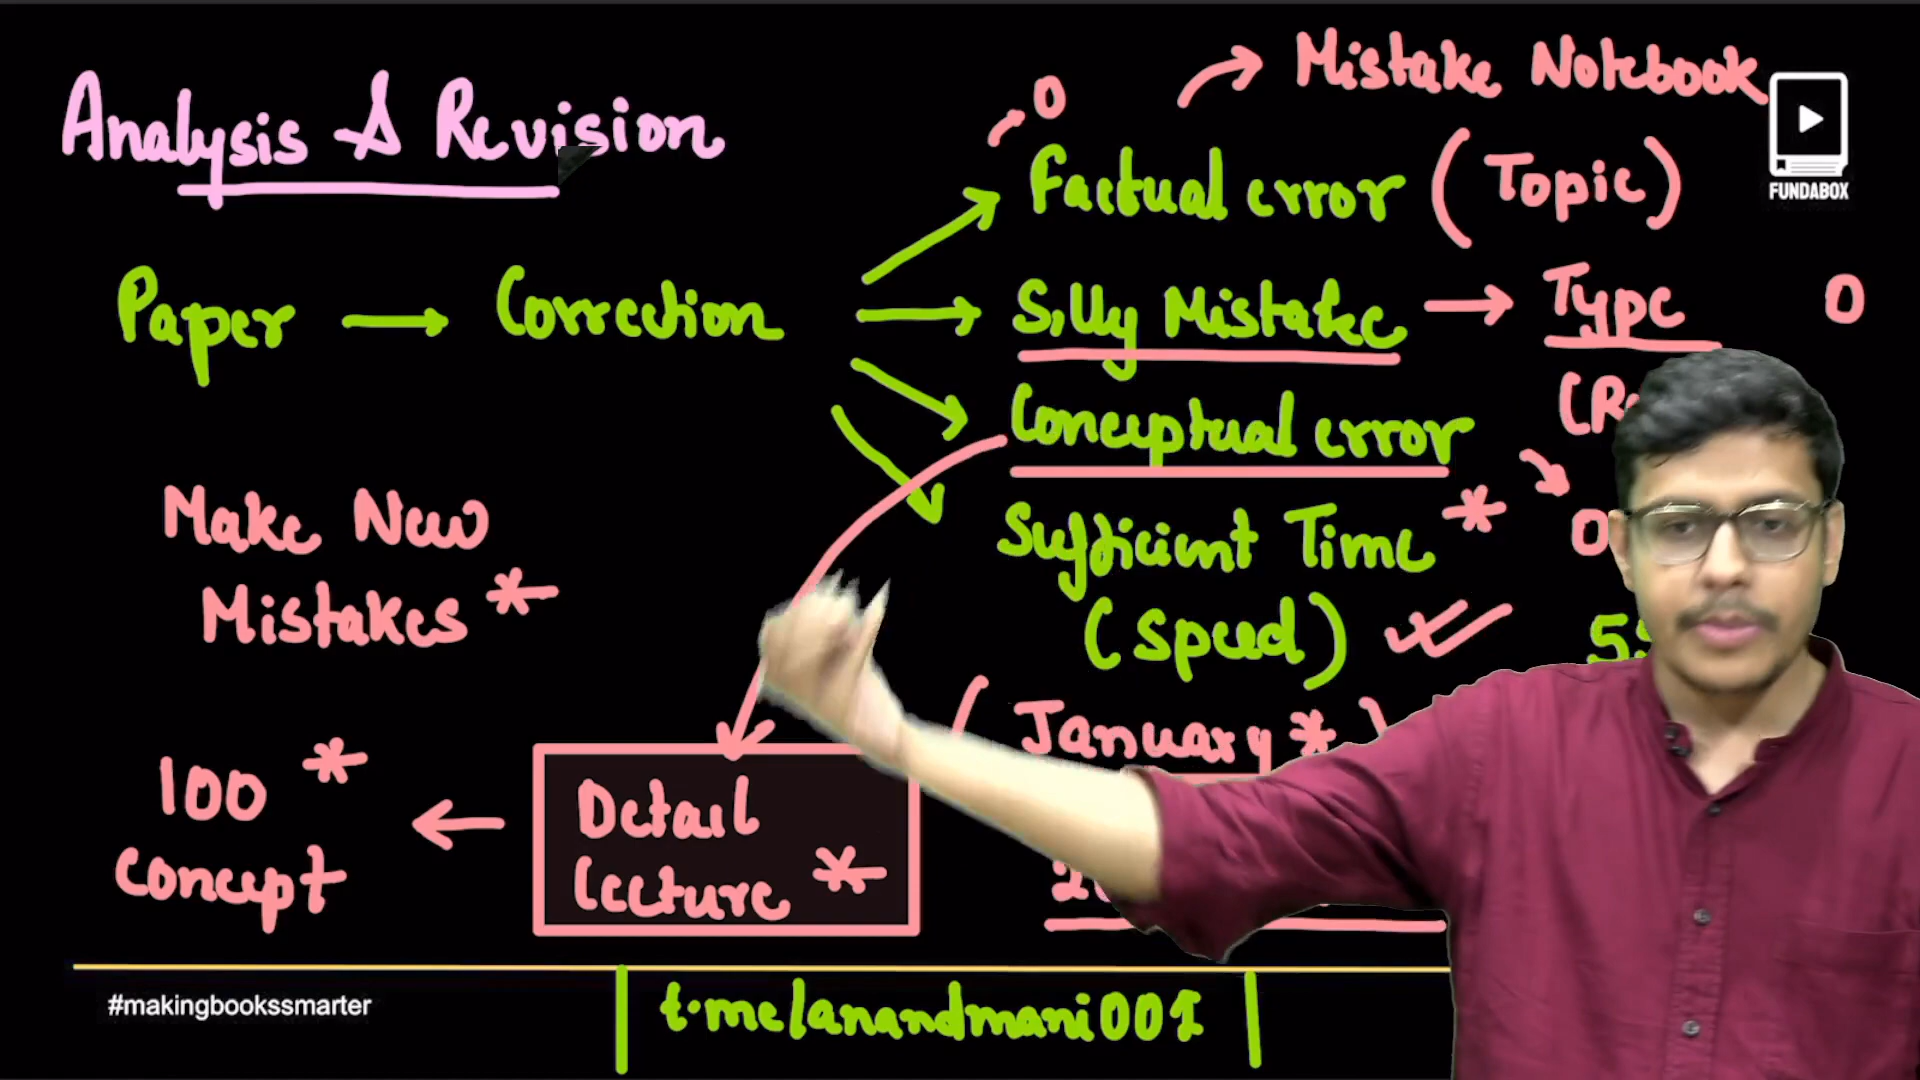 Analysis & Revision
0
Mistake Notebook
FUNDABOX
Factual error (Topic)
Paper → Correction
Silly Mistake → Type 0
Conceptual error
Make New
Mistakes *
Sufficient Time *
(Speed)
(January *)
100 *
Concept
Detail
Lecture *
#makingbookssmarter
t.me/anandmani001